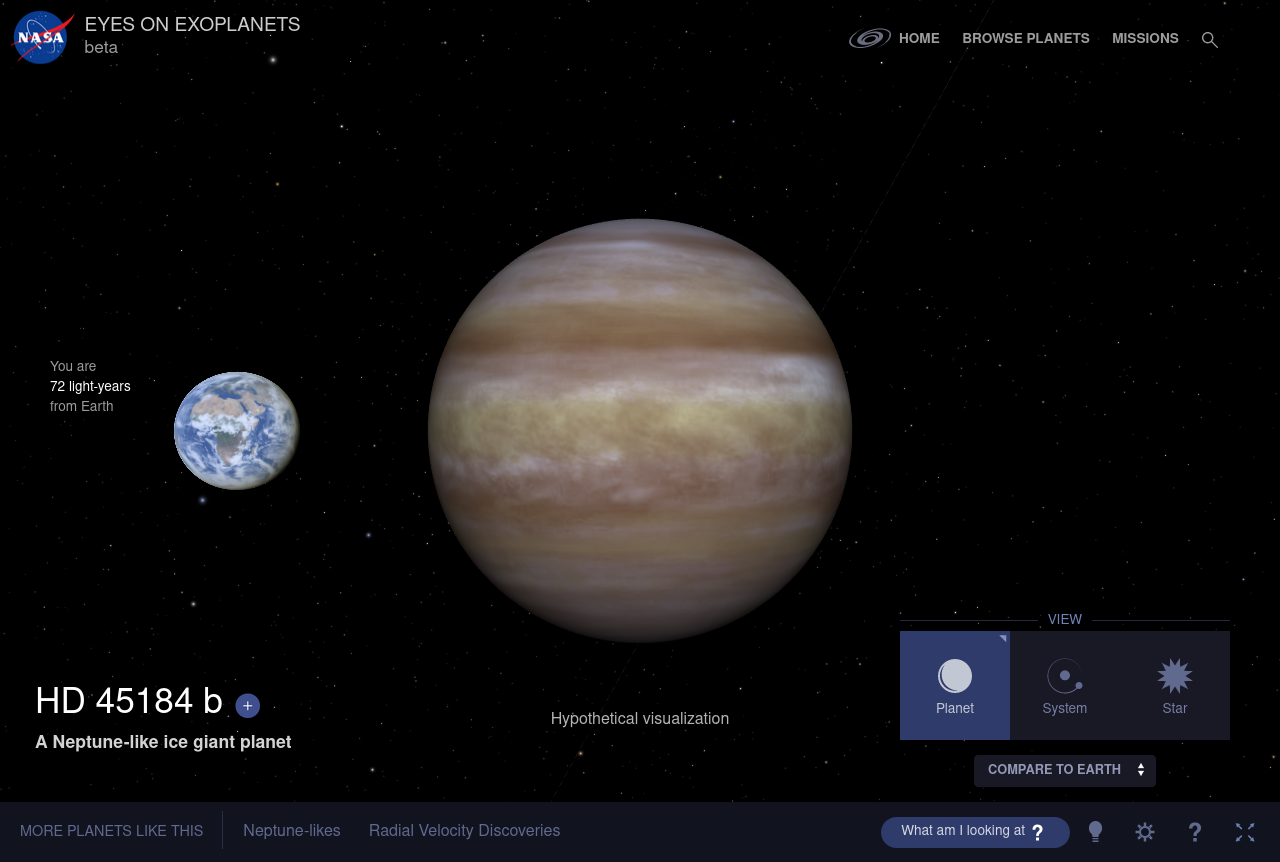 NASA
EYES ON EXOPLANETS
beta
HOME
BROWSE PLANETS
MISSIONS
You are
72 light-years
from Earth
HD 45184 b +
A Neptune-like ice giant planet
Hypothetical visualization
VIEW
Planet
System
Star
COMPARE TO EARTH
MORE PLANETS LIKE THIS
Neptune-likes
Radial Velocity Discoveries
What am I looking at ?
?